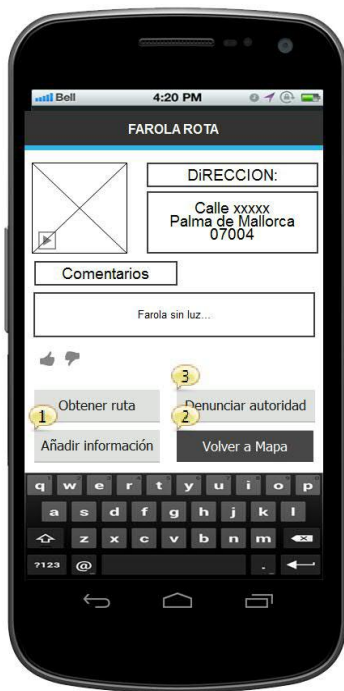 Bell 4:20 PM
FAROLA ROTA
DiRECCION:
Calle xxxxx
Palma de Mallorca
07004
Comentarios
Farola sin luz...
3
Obtener ruta Denunciar autoridad
1 2
Añadir información Volver a Mapa
q w e r t y u i o p
a s d f g h j k l
z x c v b n m
?123 @ .